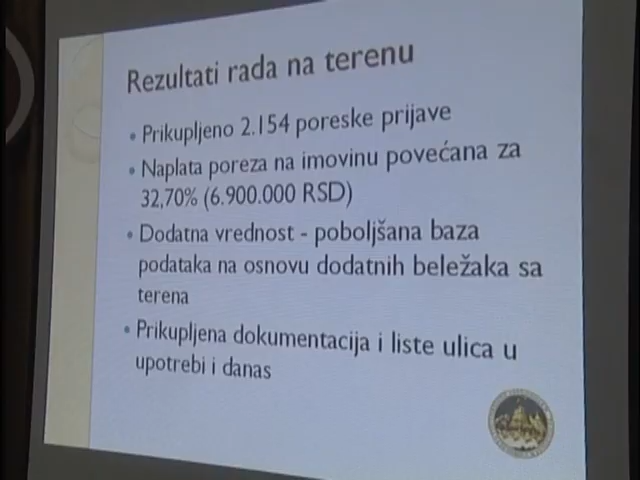 Rezultati rada na terenu
• Prikupljeno 2.154 poreske prijave
• Naplata poreza na imovinu povećana za
32,70% (6.900.000 RSD)
• Dodatna vrednost - poboljšana baza
podataka na osnovu dodatnih beležaka sa
terena
• Prikupljena dokumentacija i liste ulica u
upotrebi i danas